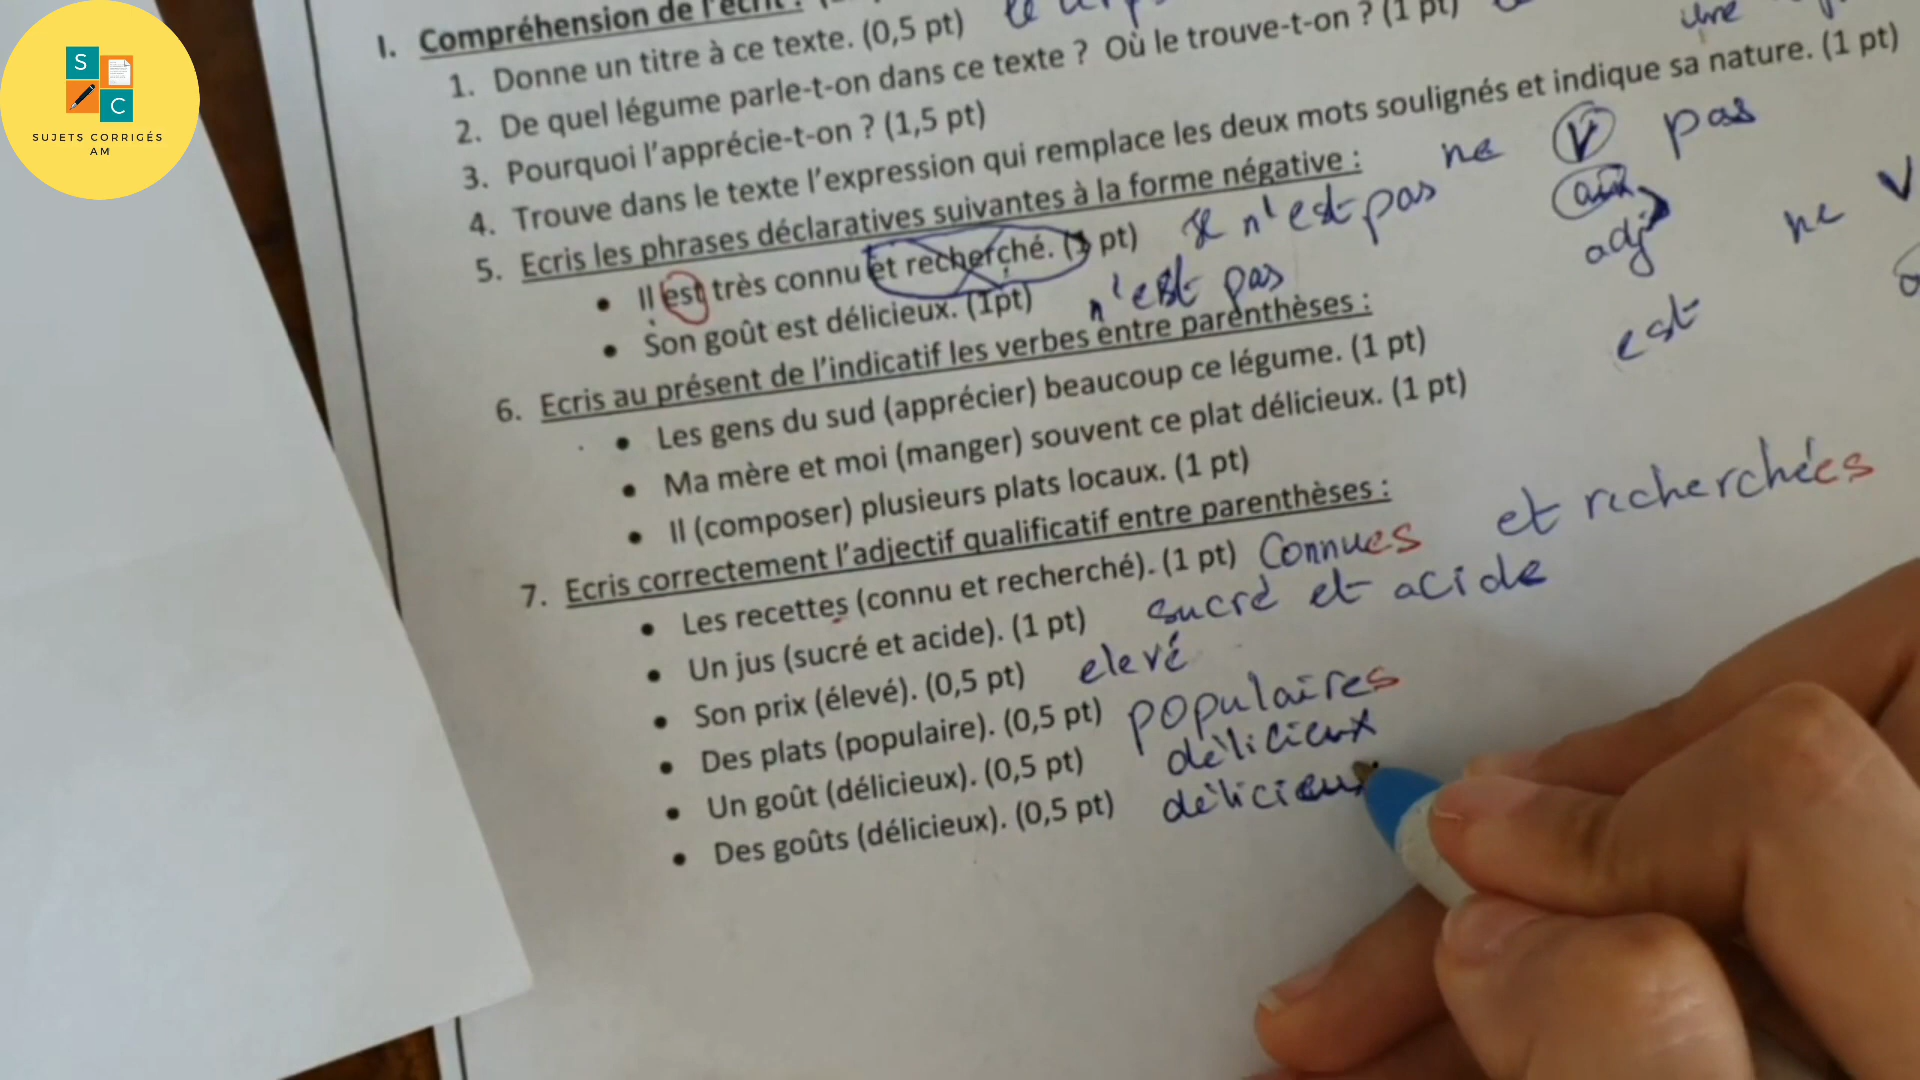 S
C
SUJETS CORRIGÉS
AM
I. Compréhension de l'écrit :
1. Donne un titre à ce texte. (0,5 pt) le
2. De quel légume parle-t-on dans ce texte ? Où le trouve-t-on ? (1 pt)
une
3. Pourquoi l'apprécie-t-on ? (1,5 pt)
4. Trouve dans le texte l'expression qui remplace les deux mots soulignés et indique sa nature. (1 pt)
ne V pas
5. Ecris les phrases déclaratives suivantes à la forme négative :
• Il est très connu et recherché. (1 pt) n'est pas
adj
ne V
• Son goût est délicieux. (1pt) n'est pas
est
6. Ecris au présent de l'indicatif les verbes entre parenthèses :
• Les gens du sud (apprécier) beaucoup ce légume. (1 pt)
• Ma mère et moi (manger) souvent ce plat délicieux. (1 pt)
• Il (composer) plusieurs plats locaux. (1 pt)
7. Ecris correctement l'adjectif qualificatif entre parenthèses :
• Les recettes (connu et recherché). (1 pt) Connues et recherchées
• Un jus (sucré et acide). (1 pt) sucré et acide
• Son prix (élevé). (0,5 pt) elevé
• Des plats (populaire). (0,5 pt) populaires
• Un goût (délicieux). (0,5 pt) délicieux
• Des goûts (délicieux). (0,5 pt) délicieux